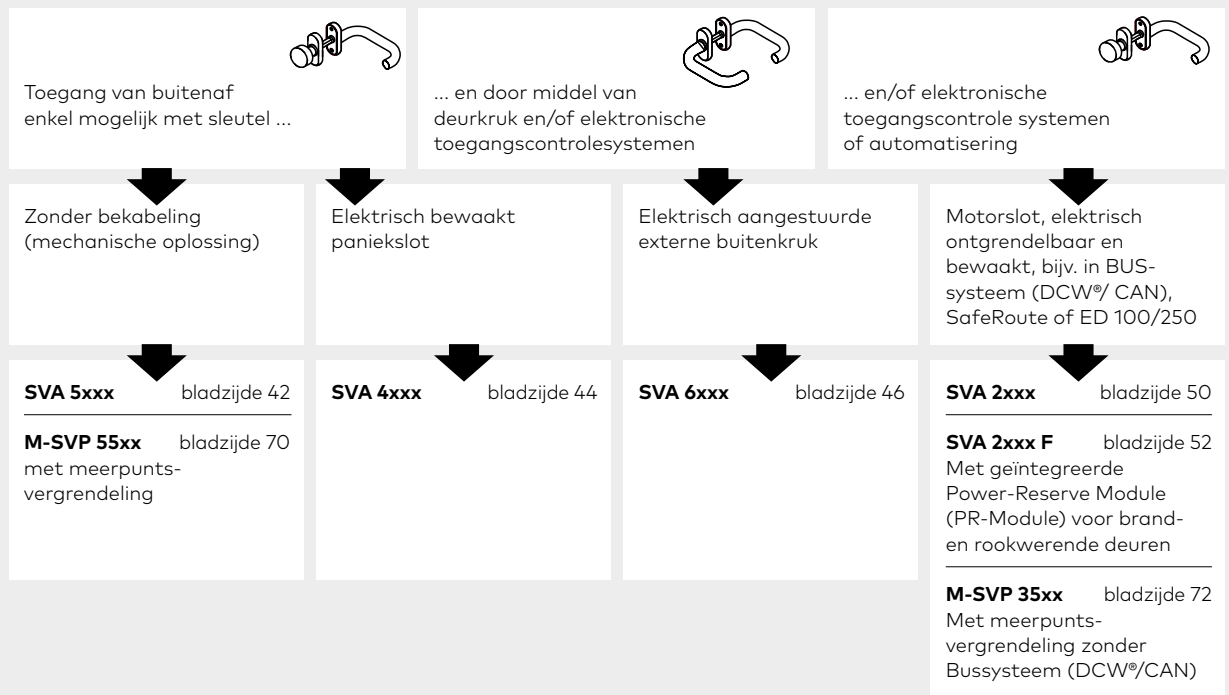 Toegang van buitenaf
enkel mogelijk met sleutel ...
... en door middel van
deurkruk en/of elektronische
toegangscontrolesystemen
... en/of elektronische
toegangscontrole systemen
of automatisering
Zonder bekabeling
(mechanische oplossing)
Elektrisch bewaakt
paniekslot
Elektrisch aangestuurde
externe buitenkruk
Motorslot, elektrisch
ontgrendelbaar en
bewaakt, bijv. in BUS-
systeem (DCW®/ CAN),
SafeRoute of ED 100/250
SVA 5xxx bladzijde 42
M-SVP 55xx bladzijde 70
met meerpunts-
vergrendeling
SVA 4xxx bladzijde 44
SVA 6xxx bladzijde 46
SVA 2xxx bladzijde 50
SVA 2xxx F bladzijde 52
Met geïntegreerde
Power-Reserve Module
(PR-Module) voor brand-
en rookwerende deuren
M-SVP 35xx bladzijde 72
Met meerpunts-
vergrendeling zonder
Bussysteem (DCW®/CAN)